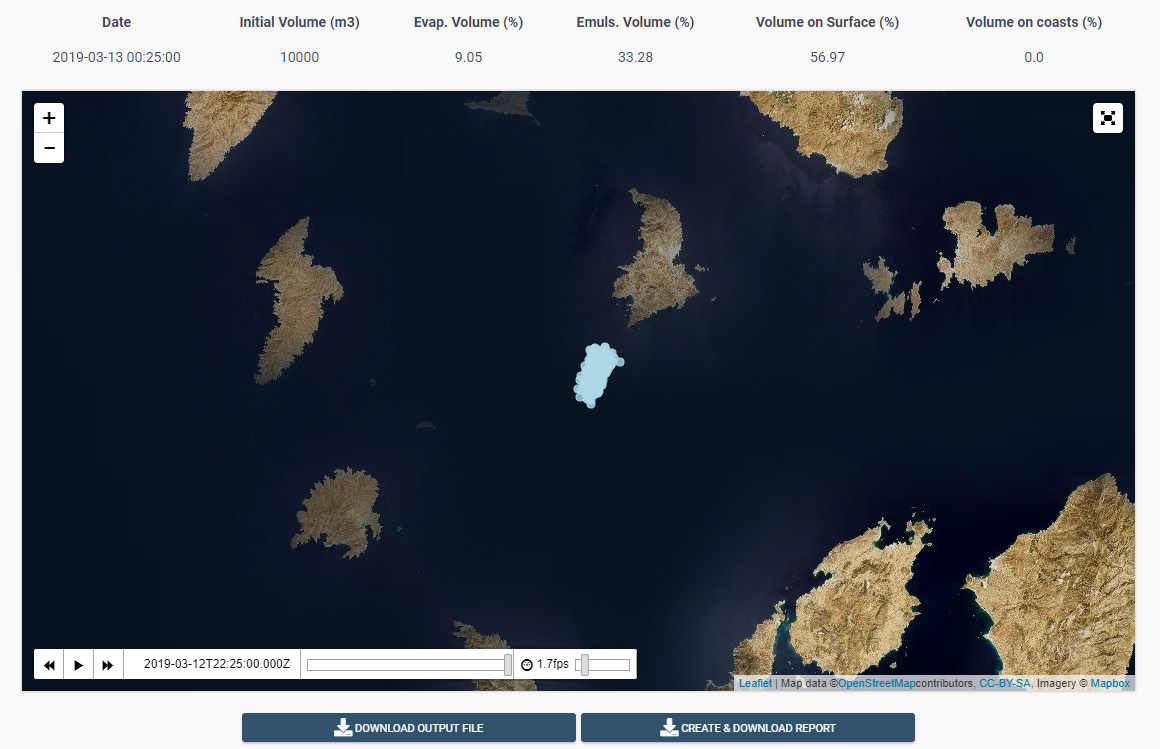 Date Initial Volume (m3) Evap. Volume (%) Emuls. Volume (%) Volume on Surface (%) Volume on coasts (%)
2019-03-13 00:25:00 10000 9.05 33.28 56.97 0.0
+
−
2019-03-12T22:25:00.000Z 1.7fps
Leaflet | Map data ©OpenStreetMapcontributors, CC-BY-SA, Imagery © Mapbox
DOWNLOAD OUTPUT FILE CREATE & DOWNLOAD REPORT